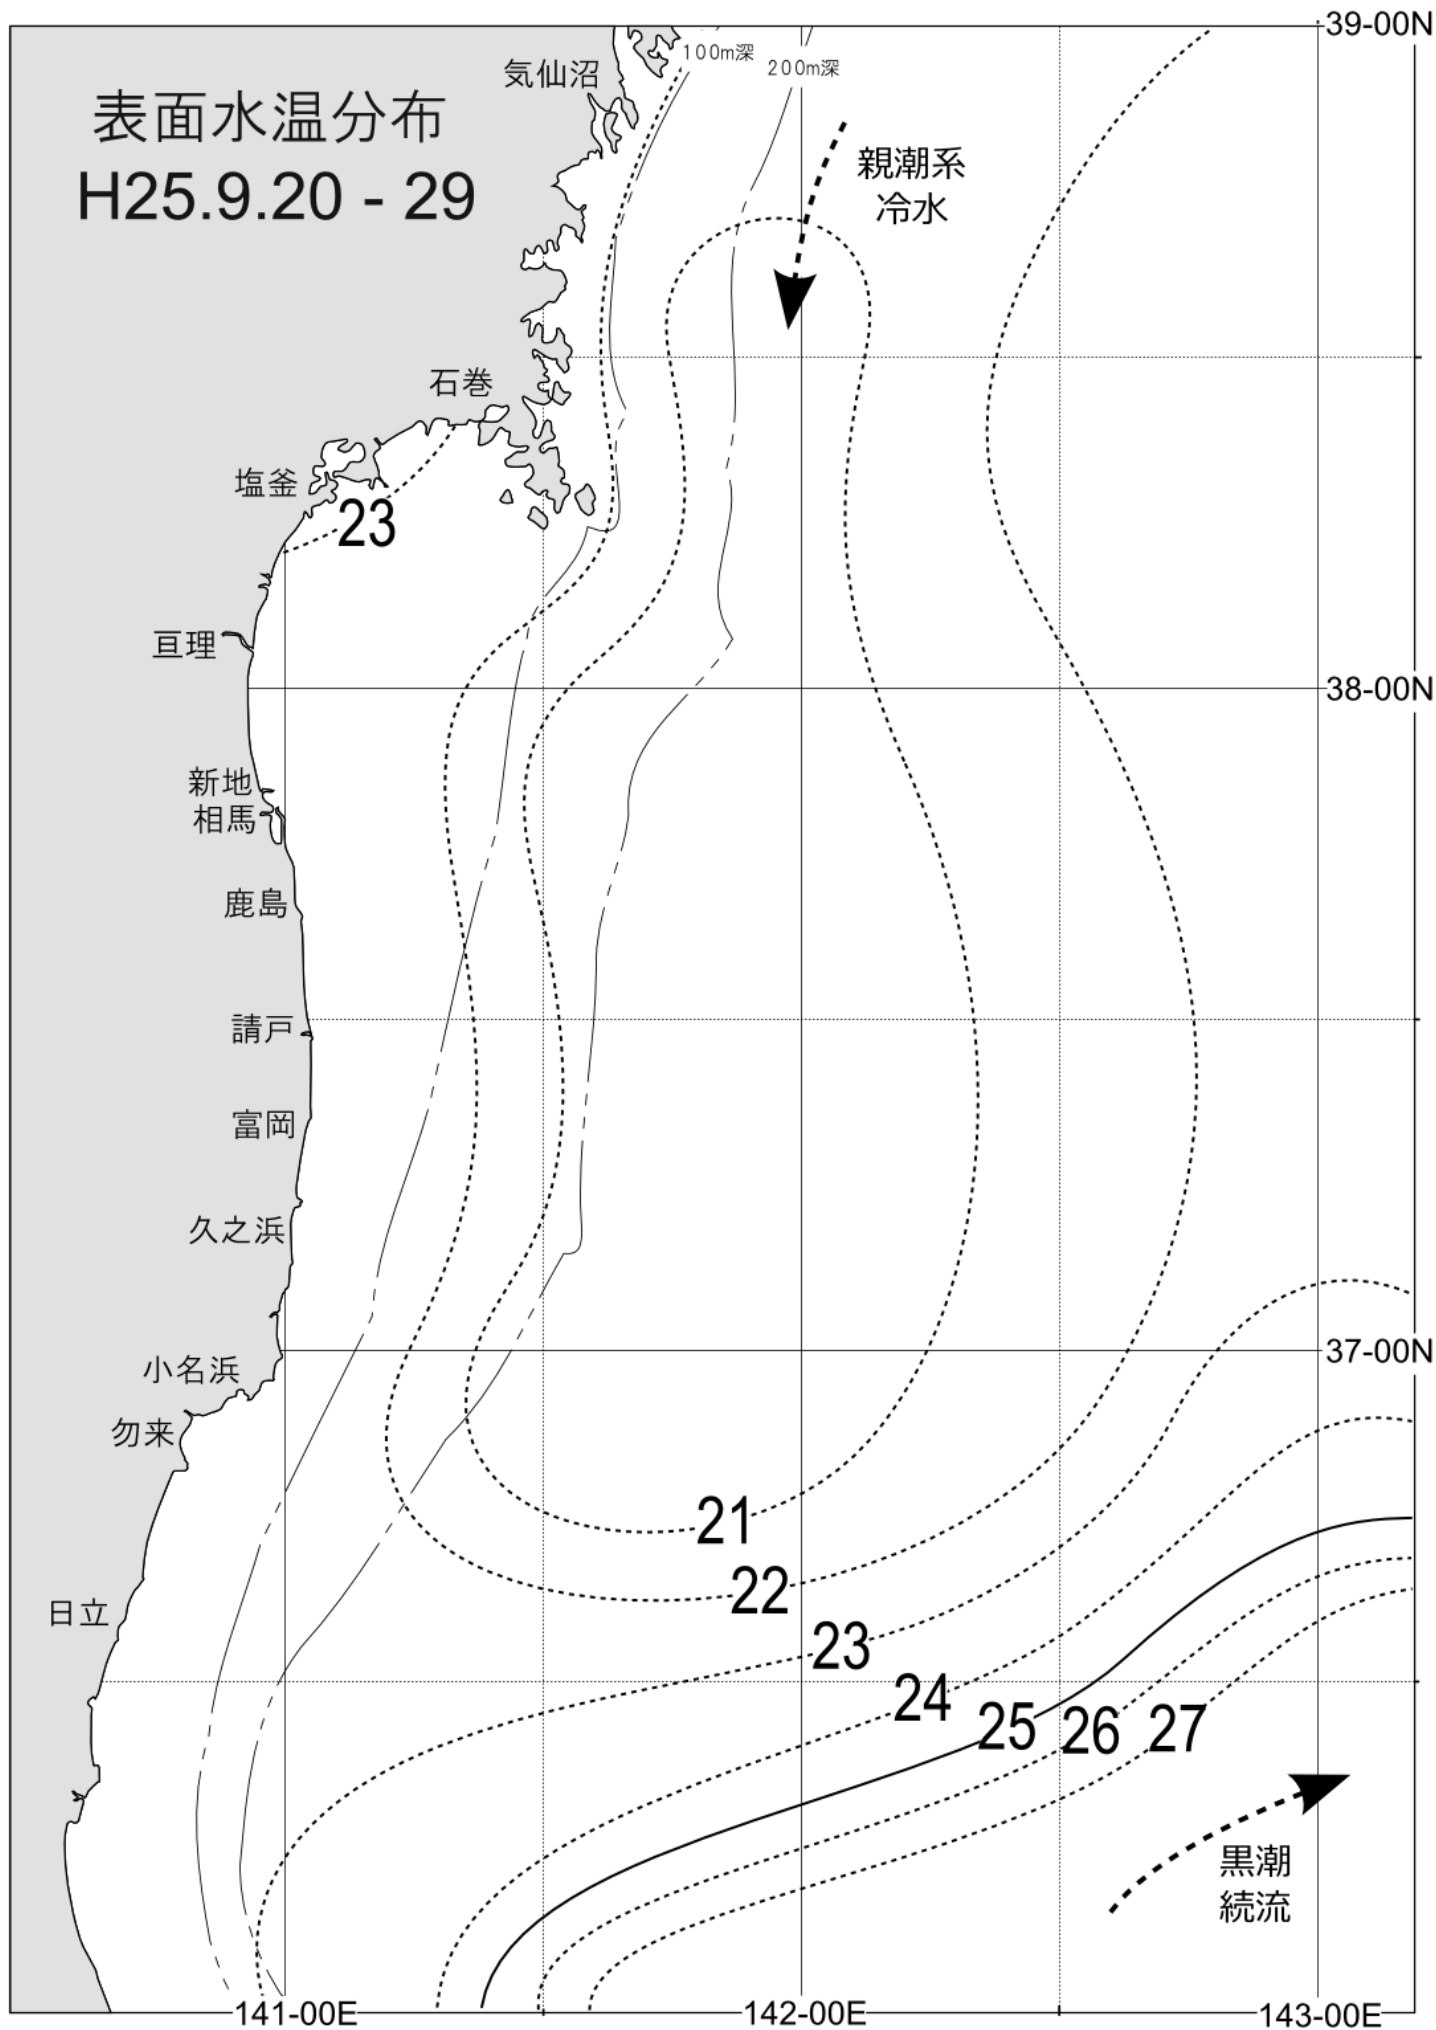 39-00N
100m深
200m深
気仙沼
表面水温分布
H25.9.20 - 29
親潮系
冷水
石巻
塩釜
23
亘理
38-00N
新地
相馬
鹿島
請戸
富岡
久之浜
37-00N
小名浜
勿来
21
22
日立
23
24
25
26
27
黒潮
続流
141-00E
142-00E
143-00E